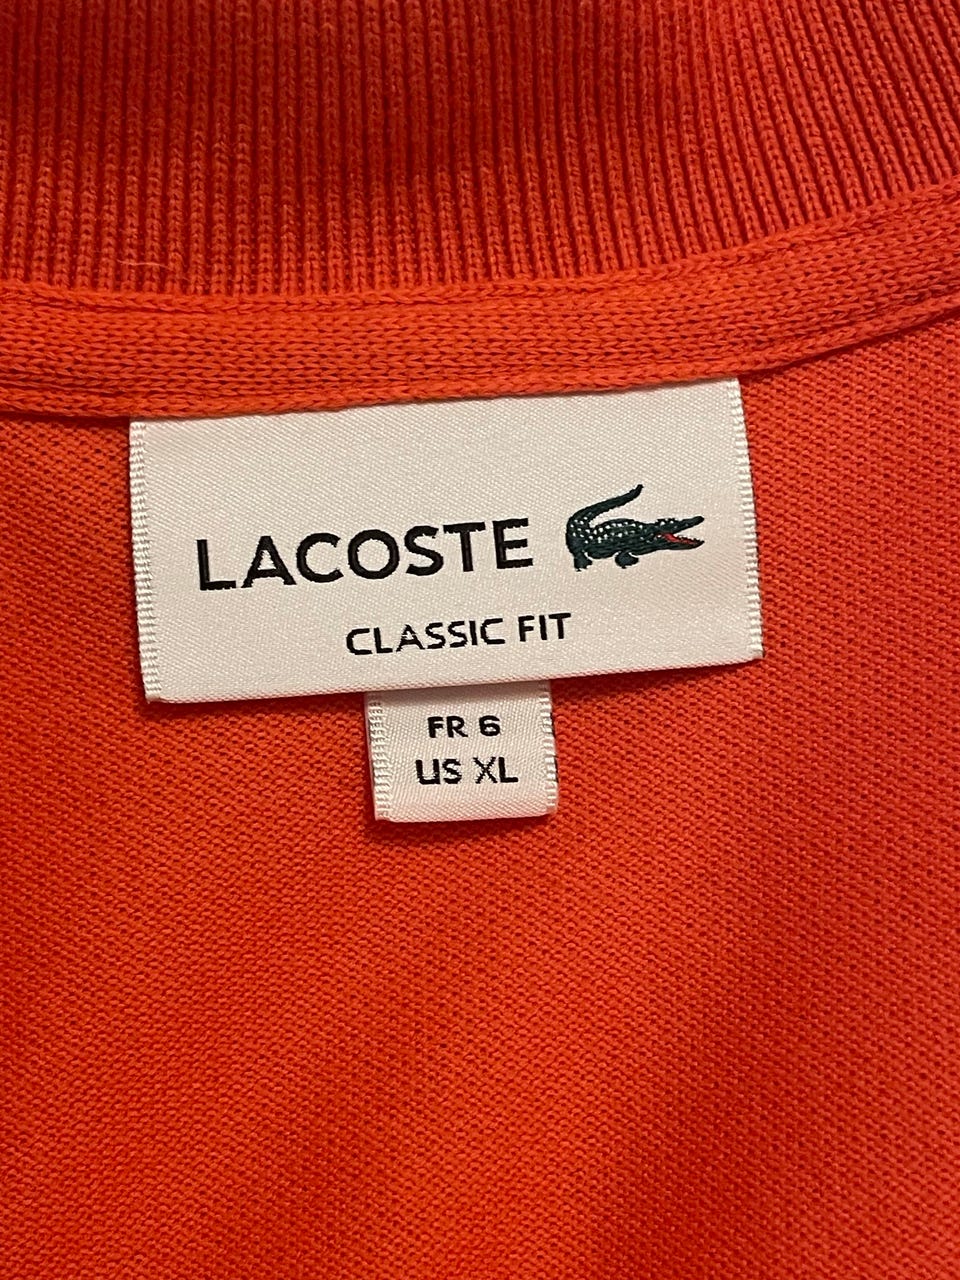 LACOSTE
CLASSIC FIT
FR 6
US XL